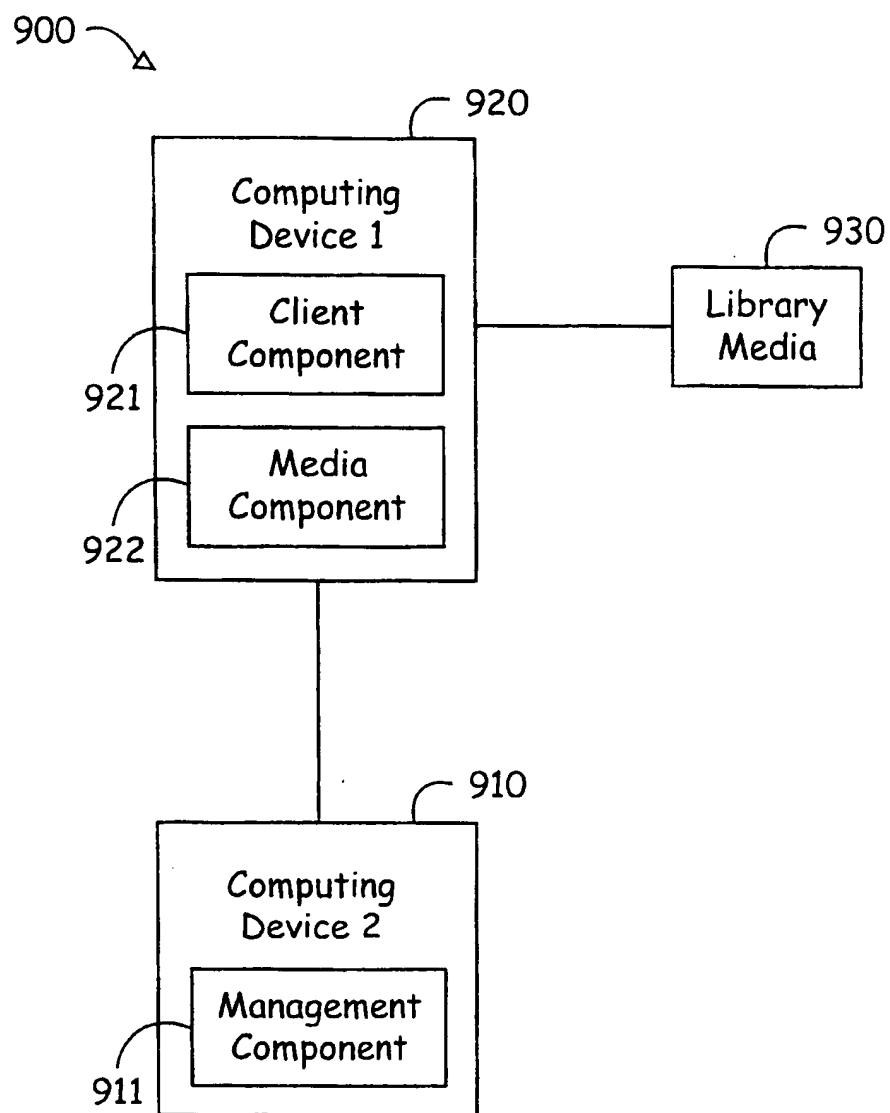 900
920
Computing
Device 1
930
Client
Component
Library
Media
921
Media
Component
922
910
Computing
Device 2
Management
Component
911